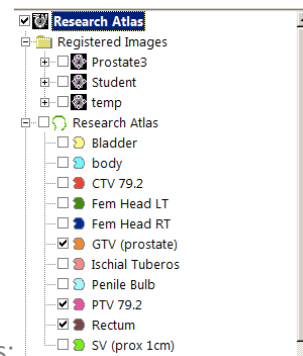 Research Atlas
Registered Images
Prostate3
Student
temp
Research Atlas
Bladder
body
CTV 79.2
Fem Head LT
Fem Head RT
GTV (prostate)
Ischial Tuberos
Penile Bulb
PTV 79.2
Rectum
SV (prox 1cm)